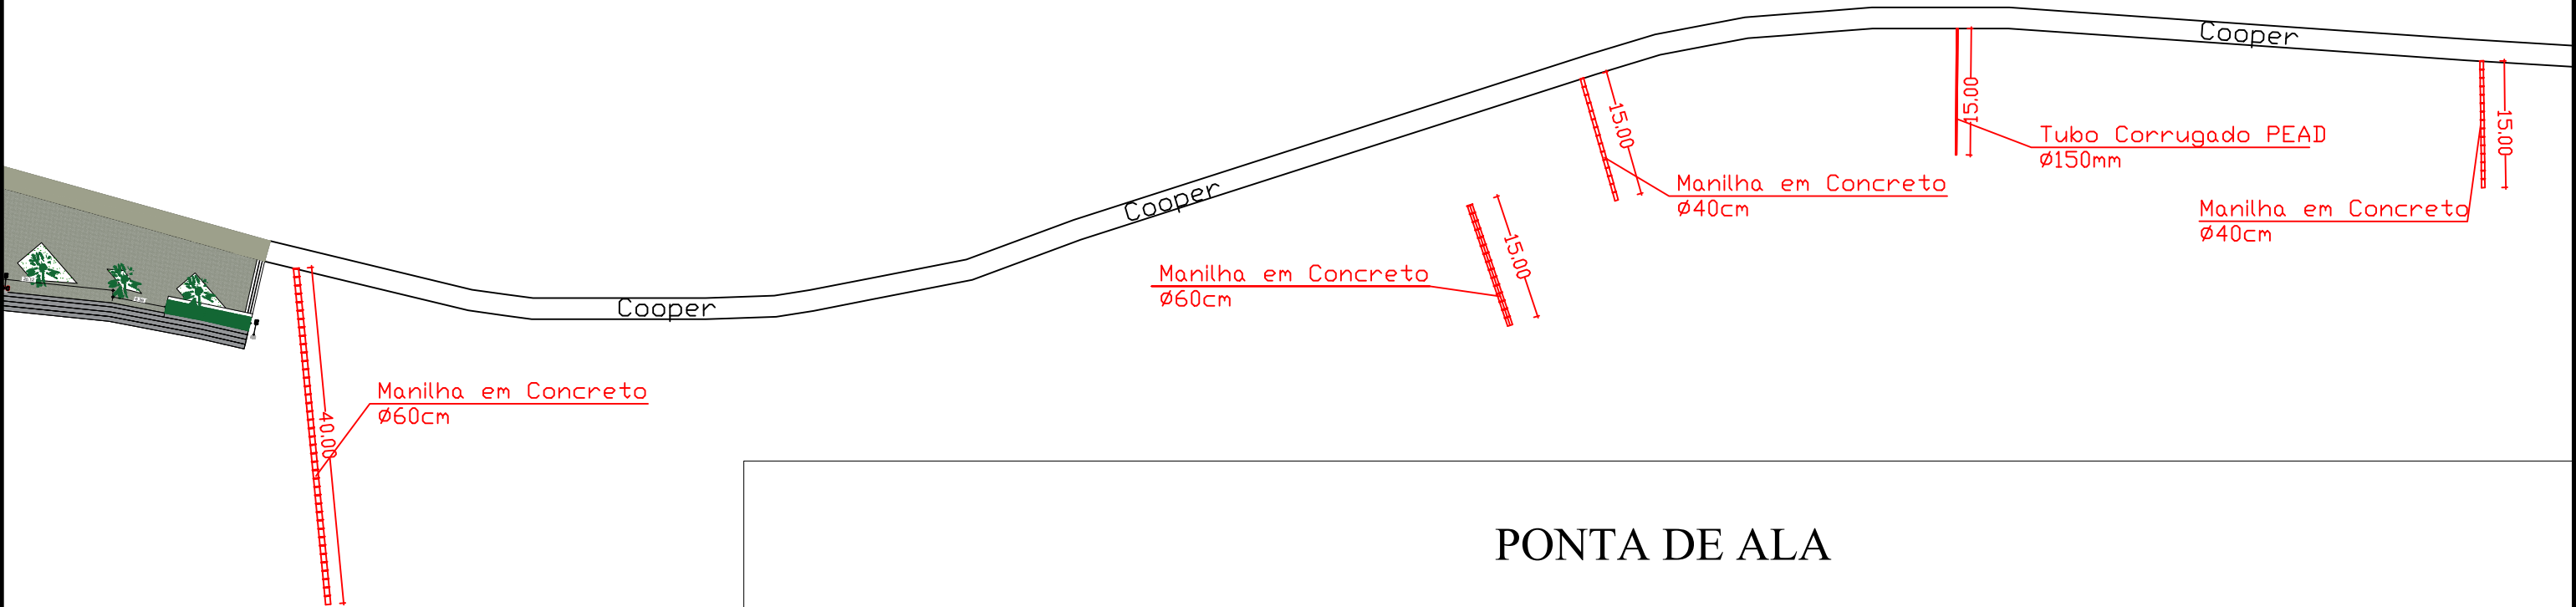 Cooper
15.00
15.00
15.00
Tubo Corrugado PEAD
Ø150mm
Manilha em Concreto
Ø40cm
Manilha em Concreto
Ø40cm
Cooper
15.00
Manilha em Concreto
Ø60cm
Cooper
Manilha em Concreto
Ø60cm
40.00
PONTA DE ALA